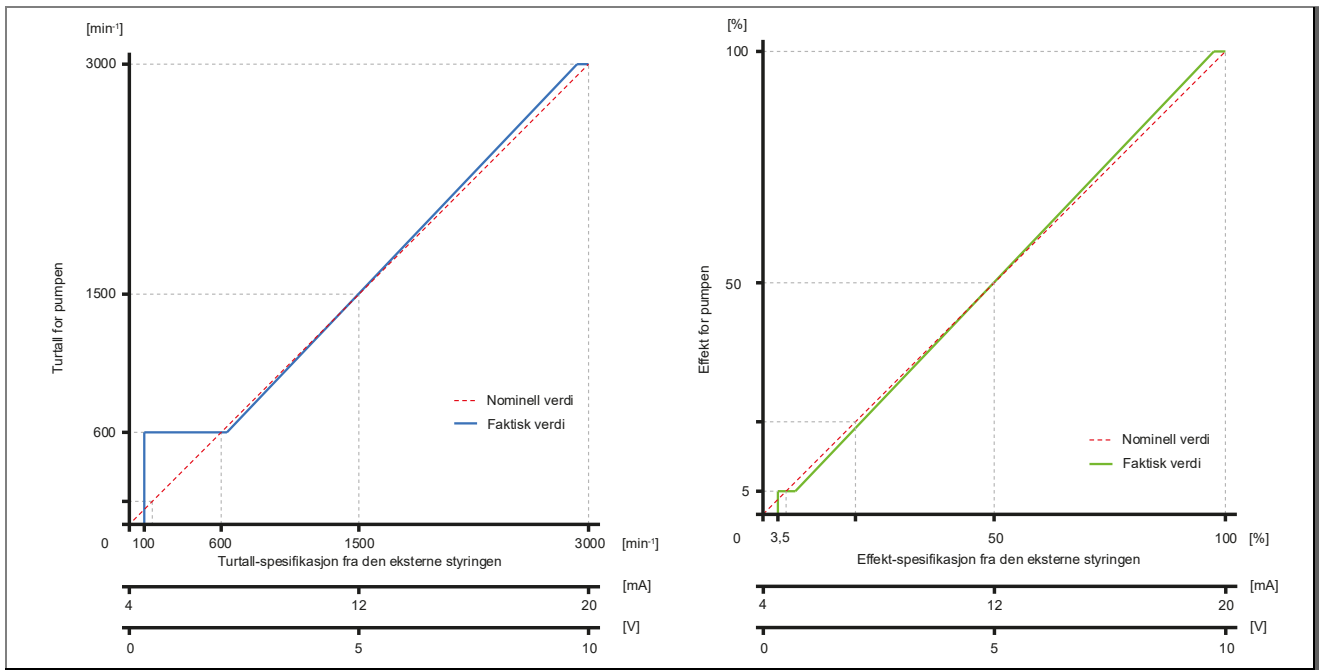 [min-1]
3000
1500
600
Turtall for pumpen
Nominell verdi
Faktisk verdi
0 100 600 1500 3000 [min-1]
Turtall-spesifikasjon fra den eksterne styringen
[mA]
4 12 20
[V]
0 5 10
[%]
100
50
5
Effekt for pumpen
Nominell verdi
Faktisk verdi
0 3,5 50 100 [%]
Effekt-spesifikasjon fra den eksterne styringen
[mA]
4 12 20
[V]
0 5 10